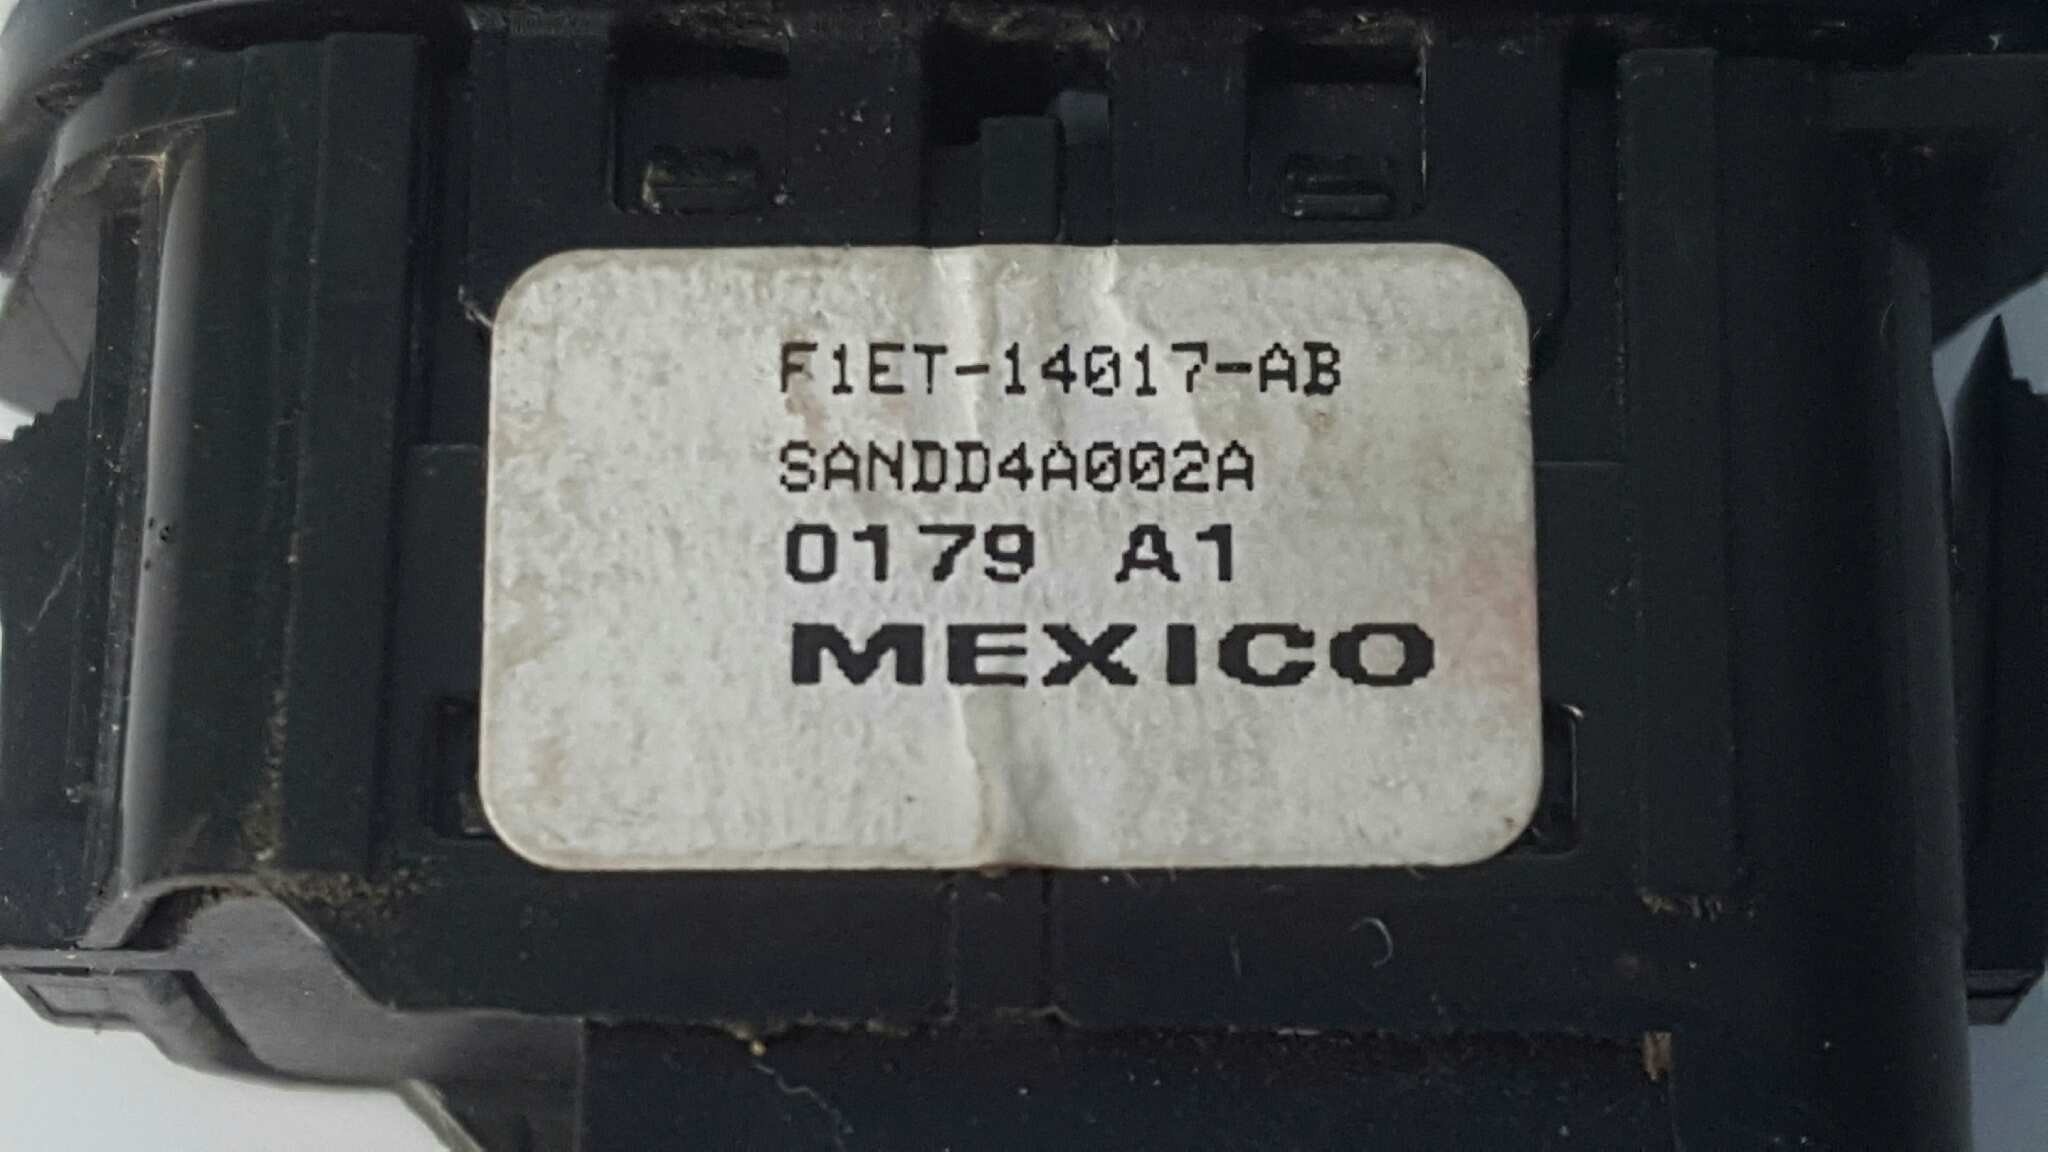 F1ET-14017-AB
SANDD4A002A
0179 A1
MEXICO